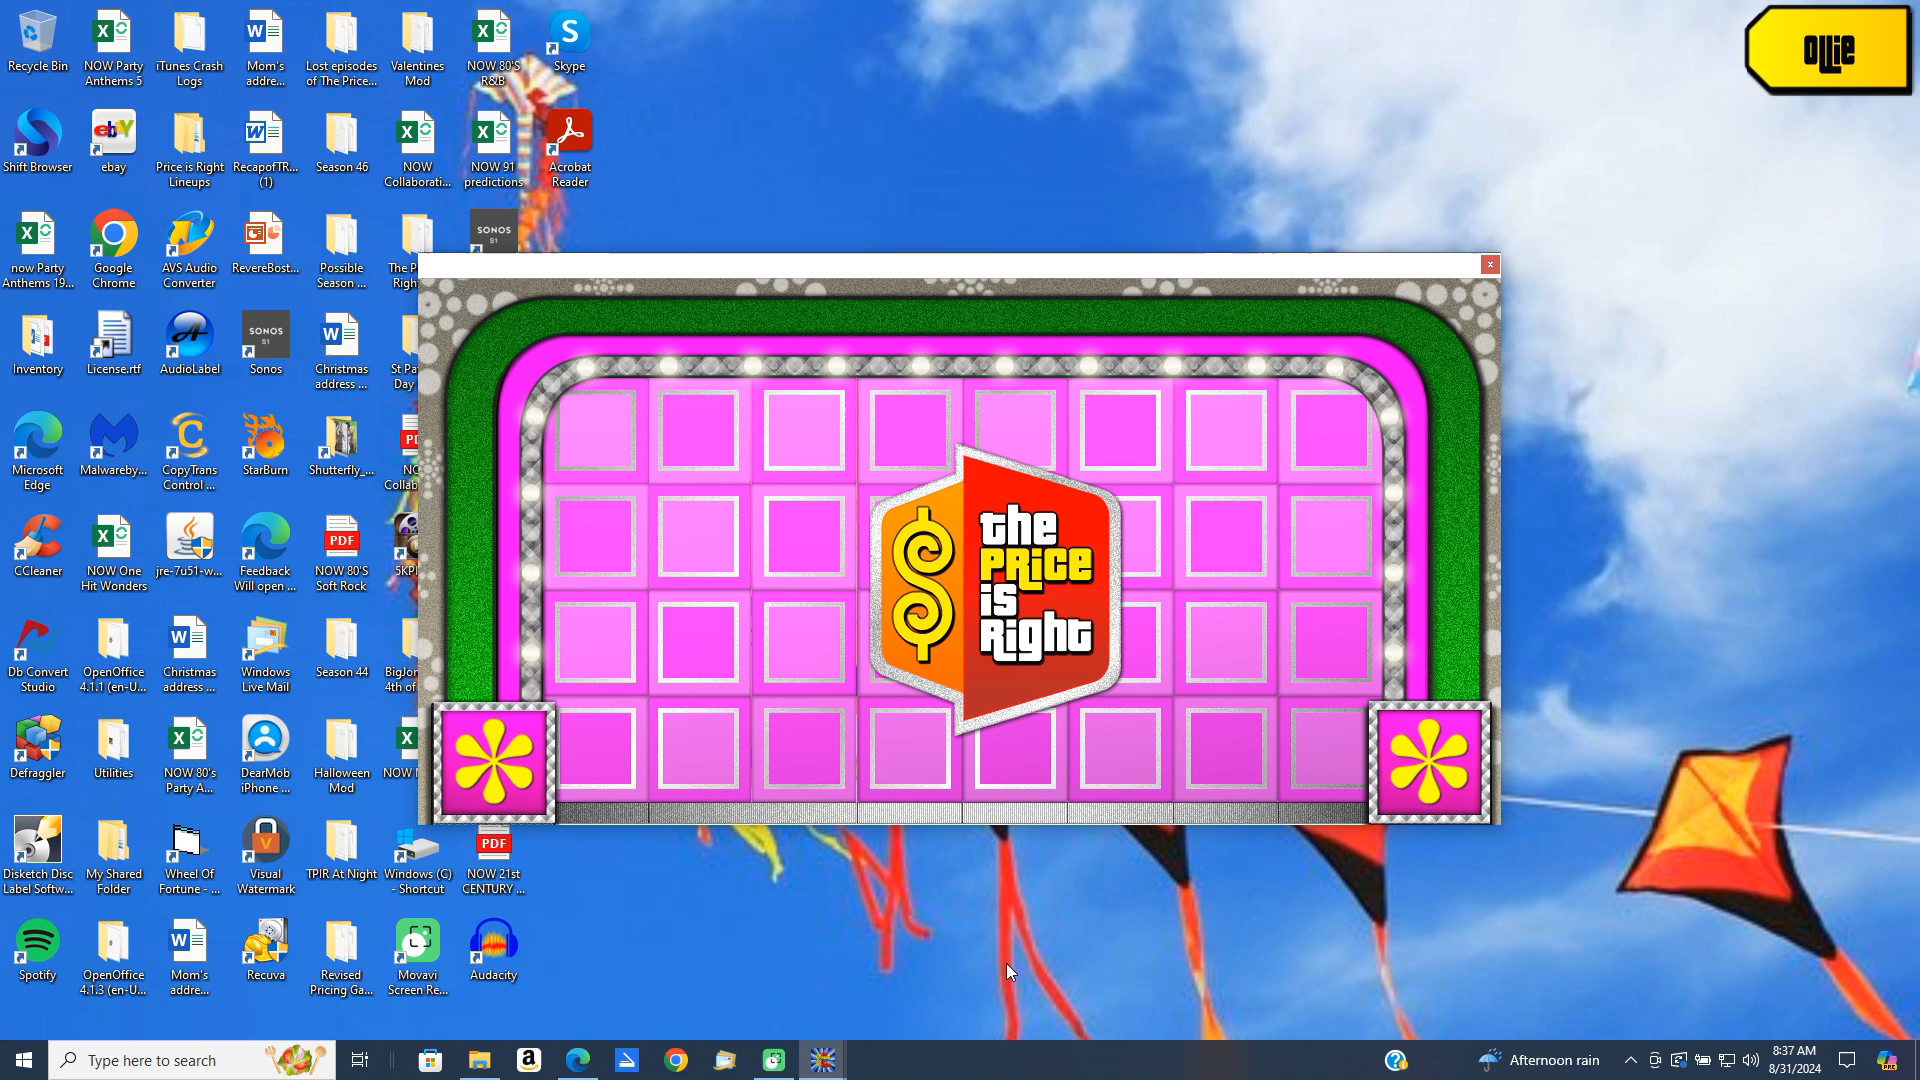 Recycle Bin
NOW Party
Anthems 5
iTunes Crash
Logs
Mom's
addre...
Lost episodes
of The Price...
Valentines
Mod
NOW 80'S
R&B
Skype
OLLIE
Shift Browser
ebay
Price is Right
Lineups
RecapofTR...
(1)
Season 46
NOW
Collaborati...
NOW 91
predictions
Acrobat
Reader
SONOS
S1
now Party
Anthems 19...
Google
Chrome
AVS Audio
Converter
RevereBost...
Possible
Season ...
The P
Righ
Inventory
License.rtf
AudioLabel
SONOS
S1
Sonos
Christmas
address ...
St Pa
Day
Microsoft
Edge
Malwareby...
CopyTrans
Control ...
StarBurn
Shutterfly_...
NO
Collab
CCleaner
NOW One
Hit Wonders
jre-7u51-w...
Feedback
Will open ...
PDF
NOW 80'S
Soft Rock
5KPl
the
PRice
is
Right
Db Convert
Studio
OpenOffice
4.1.1 (en-U...
Christmas
address ...
Windows
Live Mail
Season 44
BigJon
4th of
Defraggler
Utilities
NOW 80's
Party A...
DearMob
iPhone ...
Halloween
Mod
NOW N
Disketch Disc
Label Softw...
My Shared
Folder
Wheel Of
Fortune - ...
Visual
Watermark
TPIR At Night
Windows (C)
- Shortcut
PDF
NOW 21st
CENTURY ...
Spotify
OpenOffice
4.1.3 (en-U...
Mom's
addre...
Recuva
Revised
Pricing Ga...
Movavi
Screen Re...
Audacity
Type here to search
Afternoon rain
8:37 AM
8/31/2024